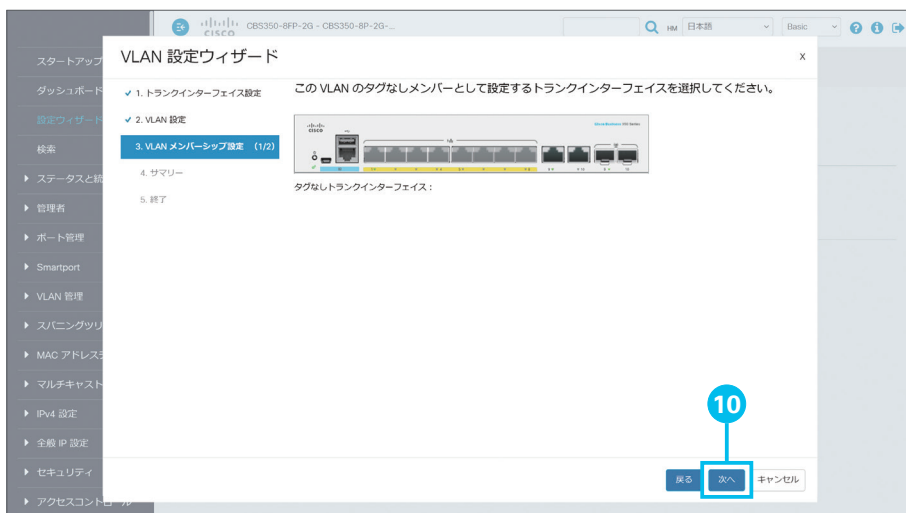 CISCO
CBS350-8FP-2G - CBS350-8P-2G-...
HM
日本語
Basic
スタートアップ
ダッシュボード
設定ウィザード
検索
ステータスと統
管理者
ポート管理
Smartport
VLAN 管理
スパニングツリ
MAC アドレステ
マルチキャスト
IPv4 設定
全般 IP 設定
セキュリティ
アクセスコントロール
VLAN 設定ウィザード
x
1. トランクインターフェイス設定
2. VLAN 設定
3. VLAN メンバーシップ設定 (1/2)
4. サマリー
5. 終了
この VLAN のタグなしメンバーとして設定するトランクインターフェイスを選択してください。
CISCO
タグなしトランクインターフェイス :
10
戻る
次へ
キャンセル